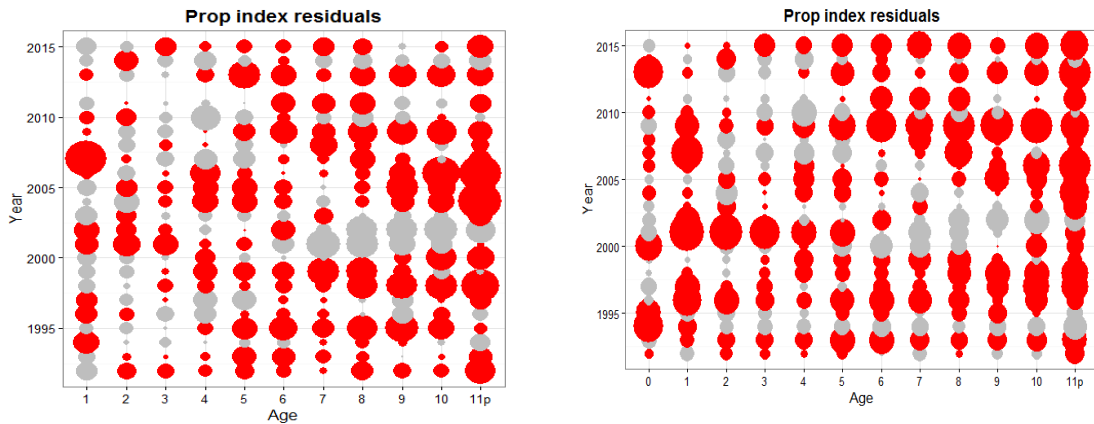 Prop index residuals
2015
2010
2005
2000
1995
Year
1 2 3 4 5 6 7 8 9 10 11p
Age
Prop index residuals
2015
2010
2005
2000
1995
Year
0 1 2 3 4 5 6 7 8 9 10 11p
Age